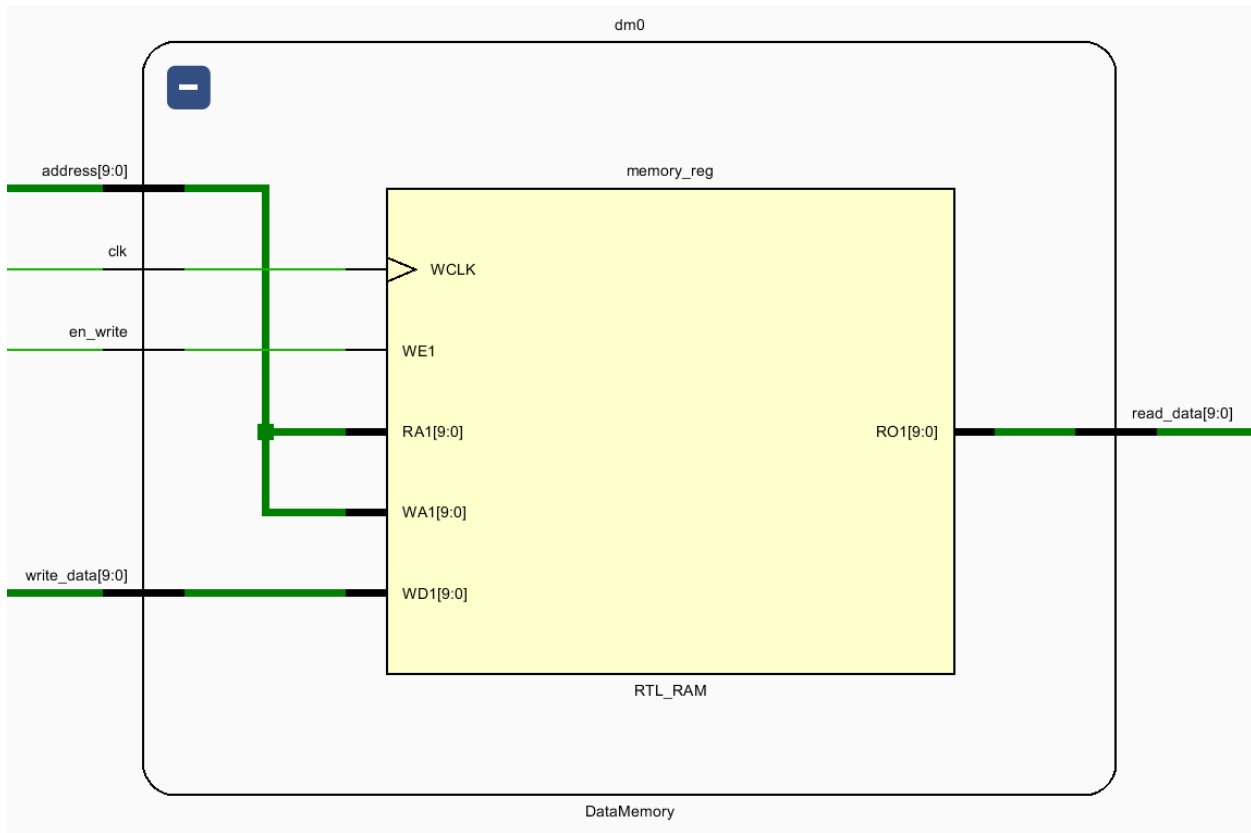 dm0
address[9:0]
memory_reg
clk
WCLK
en_write
WE1
RA1[9:0]
RO1[9:0]
read_data[9:0]
WA1[9:0]
write_data[9:0]
WD1[9:0]
RTL_RAM
DataMemory